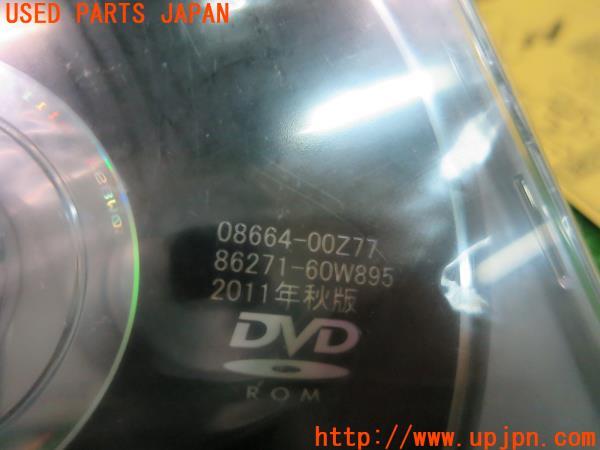 USED PARTS JAPAN
08664-00Z77
86271-60W895
2011年秋版
DVD
ROM
http://www.upjpn.com/